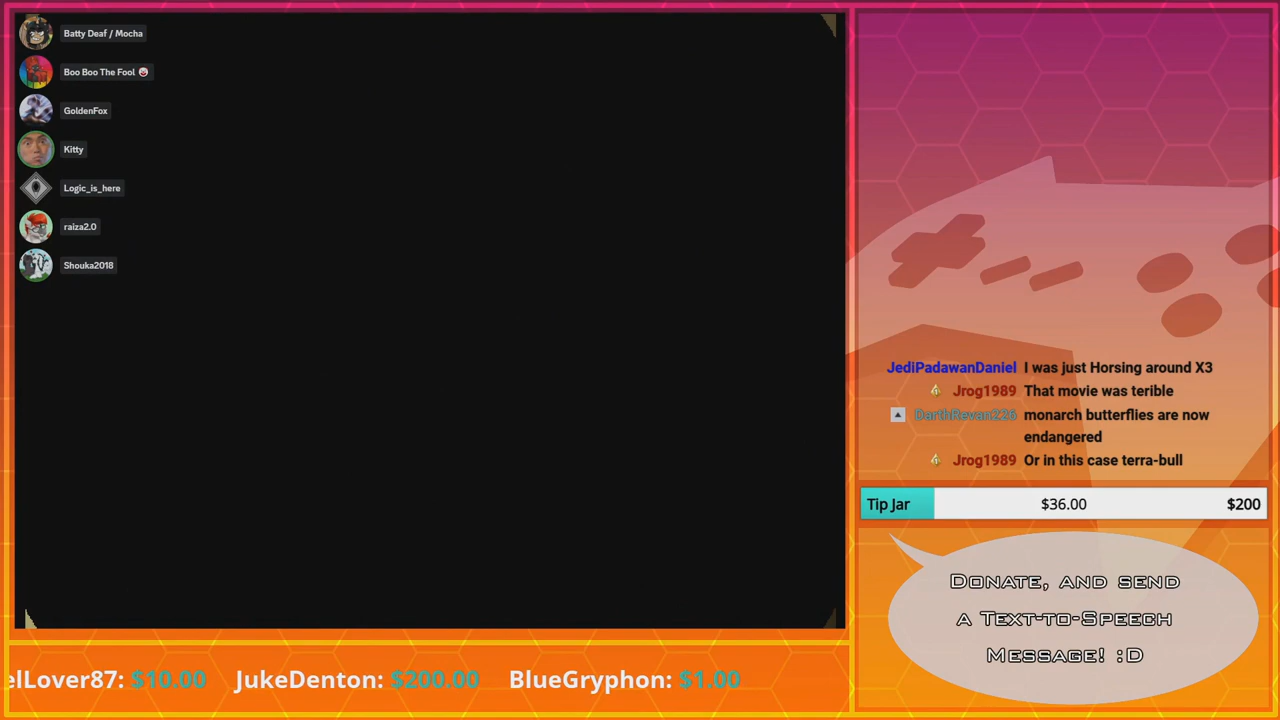 Batty Deaf / Mocha
Boo Boo The Fool
GoldenFox
Kitty
Logic_is_here
raiza2.0
Shouka2018
JediPadawanDaniel I was just Horsing around X3
Jrog1989 That movie was terible
DarthRevan226 monarch butterflies are now
endangered
Jrog1989 Or in this case terra-bull
Tip Jar $36.00 $200
Donate, and send
a Text-to-Speech
Message! :D
elLover87: $10.00 JukeDenton: $200.00 BlueGryphon: $1.00